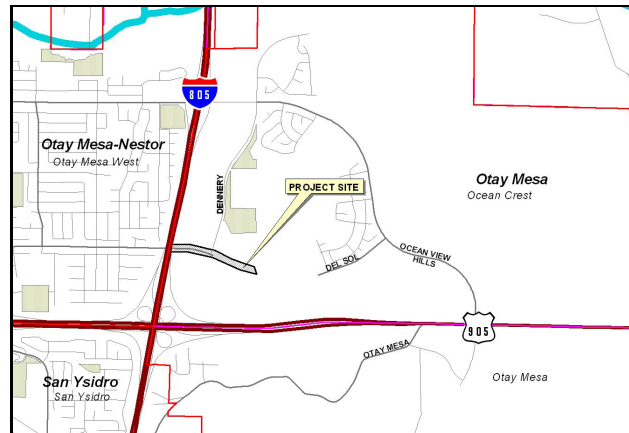 805
Otay Mesa-Nestor
Otay Mesa West
DENNERY
PROJECT SITE
Otay Mesa
Ocean Crest
OCEAN VIEW
HILLS
DEL SOL
905
OTAY MESA
San Ysidro
San Ysidro
Otay Mesa